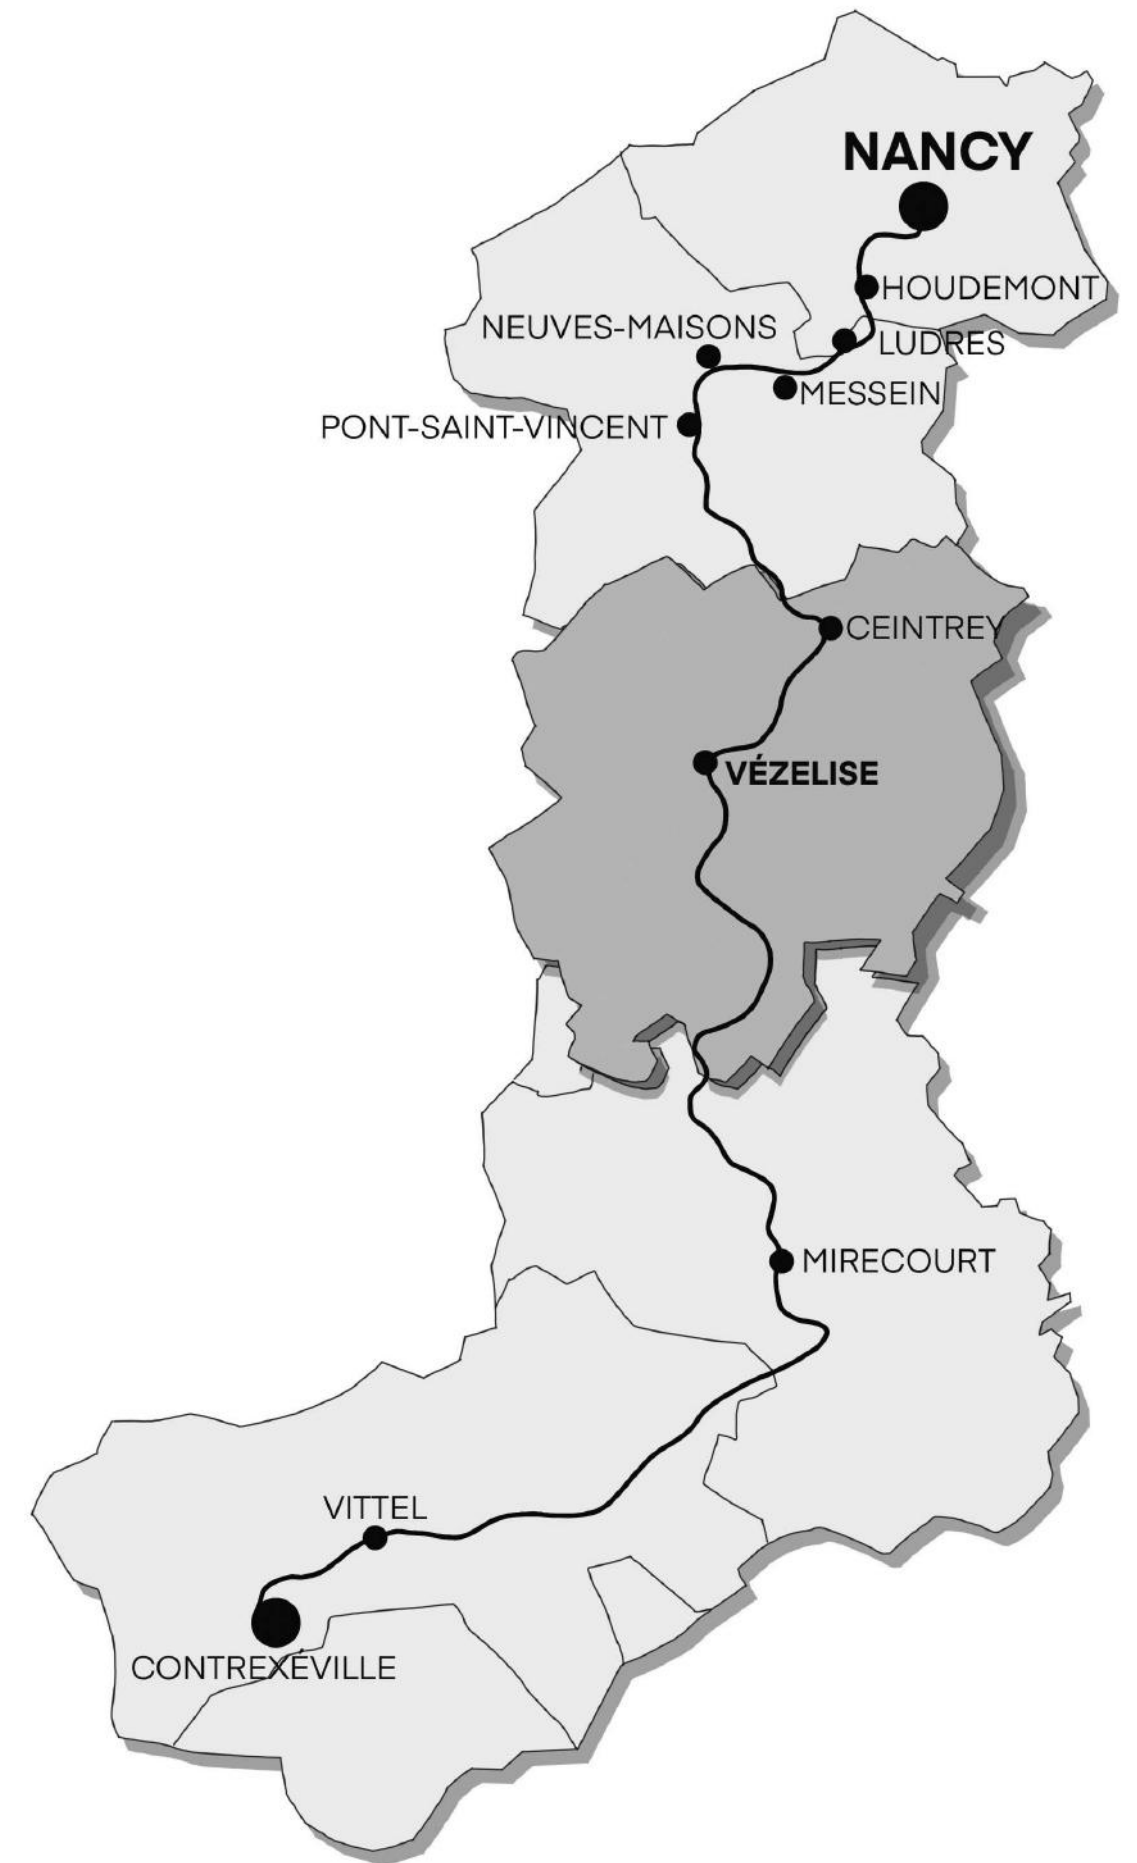 NANCY
HOUDEMONT
NEUVES-MAISONS
LUDRES
MESSEIN
PONT-SAINT-VINCENT
CEINTREY
VÉZELISE
MIRECOURT
VITTEL
CONTREXÉVILLE